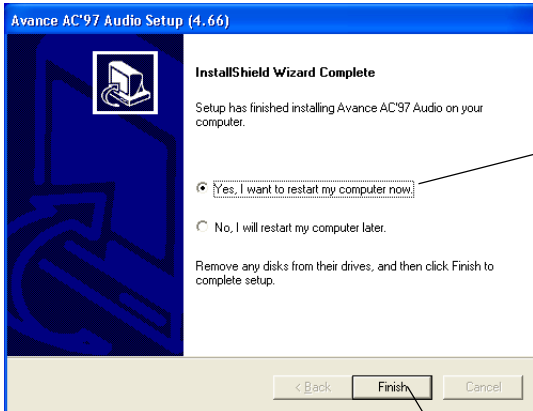 Avance AC'97 Audio Setup (4.66)
InstallShield Wizard Complete
Setup has finished installing Avance AC'97 Audio on your
computer.
Yes, I want to restart my computer now.
No, I will restart my computer later.
Remove any disks from their drives, and then click Finish to
complete setup.
< Back
Finish
Cancel